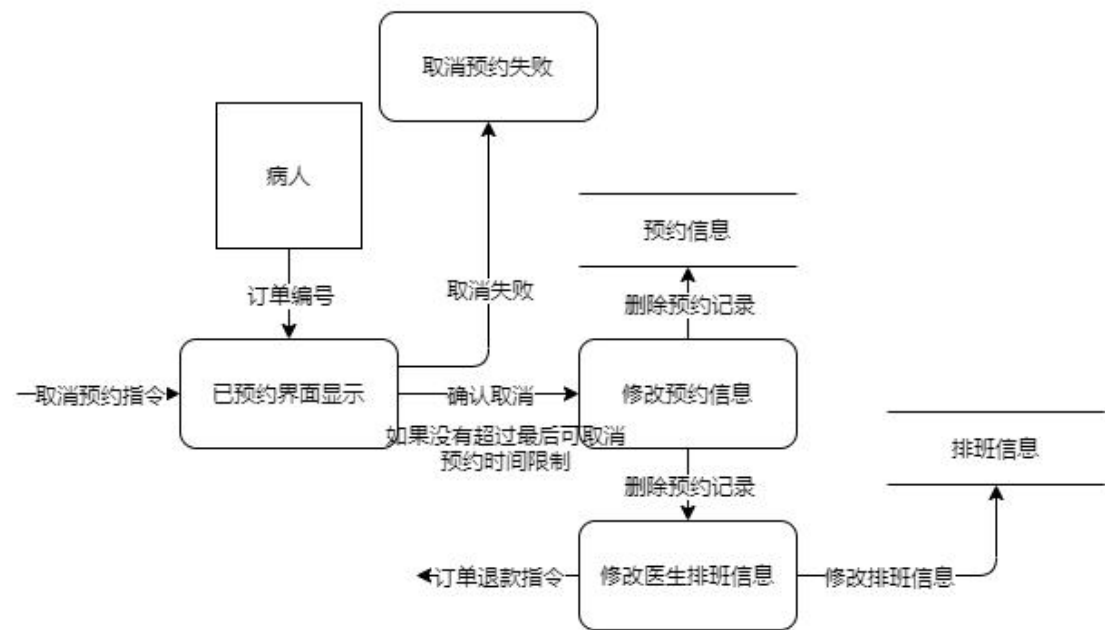 取消预约失败
病人
预约信息
订单编号
取消失败
删除预约记录
取消预约指令
已预约界面显示
确认取消
修改预约信息
如果没有超过最后可取消
预约时间限制
排班信息
删除预约记录
订单退款指令
修改医生排班信息
修改排班信息